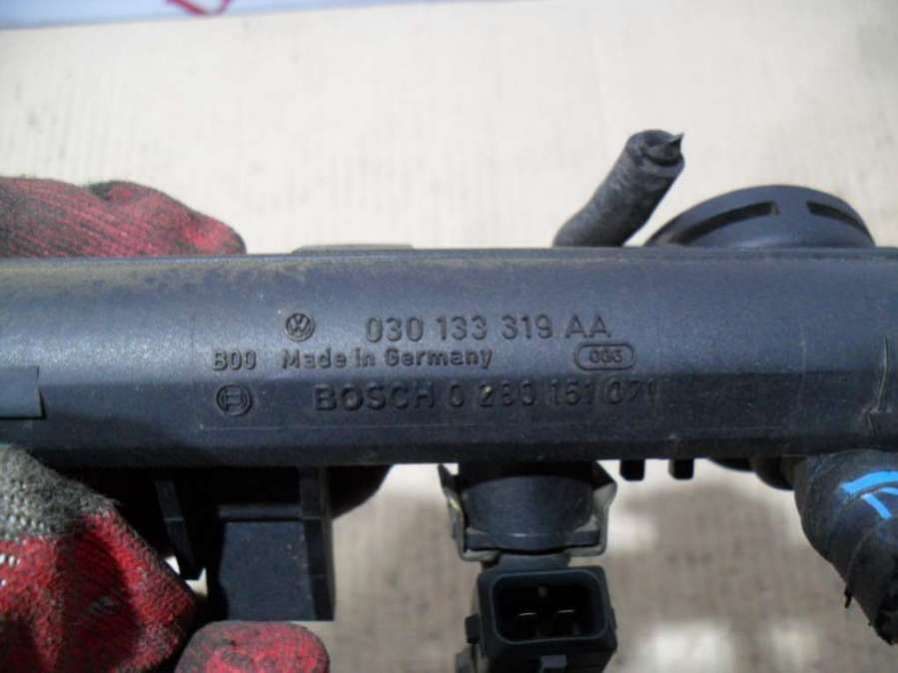 030 133 319 AA
B00 Made in Germany
BOSCH 0 280 151 071